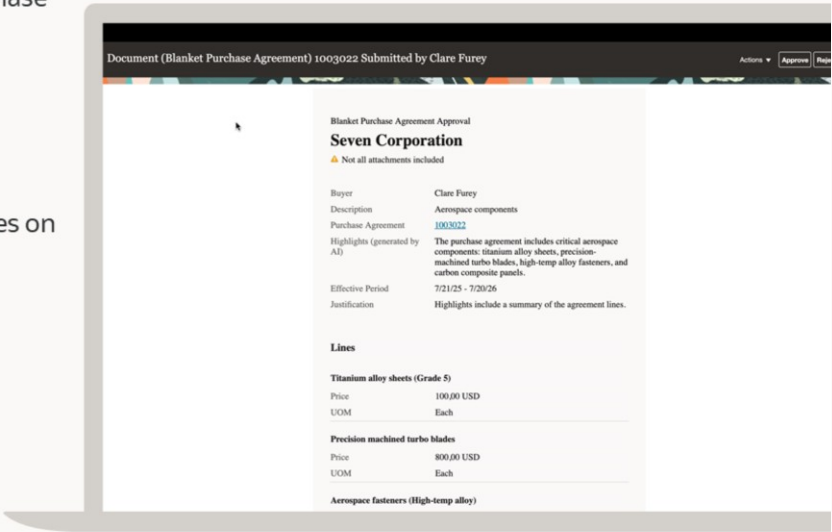 es on
Document (Blanket Purchase Agreement) 1003022 Submitted by Clare Furey
Actions ▼ Approve
Blanket Purchase Agreement Approval
Seven Corporation
Not all attachments included
Buyer Clare Furey
Description Aerospace components
Purchase Agreement 1003022
Highlights (generated by AI) The purchase agreement includes critical aerospace
components: titanium alloy sheets, precision-
machined turbo blades, high-temp alloy fasteners, and
carbon composite panels.
Effective Period 7/21/25 - 7/20/26
Justification Highlights include a summary of the agreement lines.
Lines
Titanium alloy sheets (Grade 5)
Price 100,00 USD
UOM Each
Precision machined turbo blades
Price 800,00 USD
UOM Each
Aerospace fasteners (High-temp alloy)